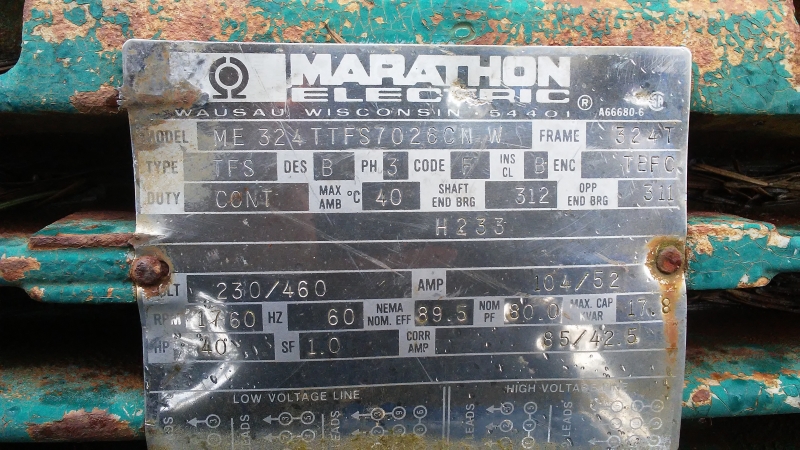 MARATHON
ELECTRIC ®
WAUSAU, WISCONSIN • 54401 A66680-6
MODEL ME 324TTFS7026CN W FRAME 324T
TYPE TFS DES B PH 3 CODE F INS CL B ENC TEFC
DUTY CONT MAX AMB °C 40 SHAFT END BRG 312 OPP END BRG 311
H233
230/460 AMP 104/52
RPM 1760 HZ 60 NEMA NOM. EFF 89.5 NOM PF 80.0 MAX. CAP KVAR 17.8
HP 40 SF 1.0 CORR AMP 85/42.5
LOW VOLTAGE LINE HIGH VOLTAGE LINE
LEADS LEADS LEADS LEADS